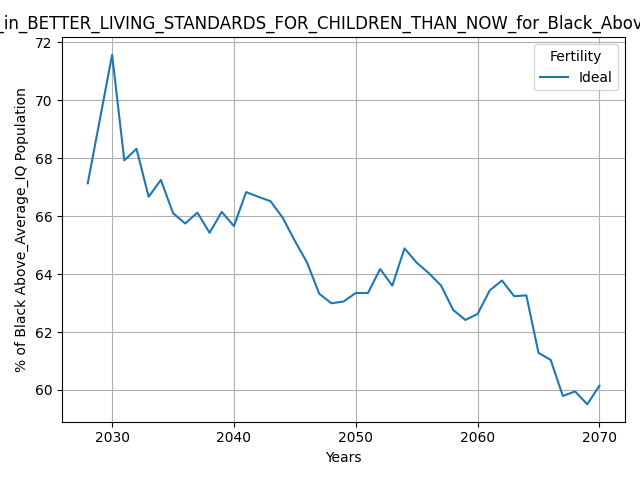 _in_BETTER_LIVING_STANDARDS_FOR_CHILDREN_THAN_NOW_for_Black_Abov
Fertility
Ideal
% of Black Above_Average_IQ Population
72
70
68
66
64
62
60
2030 2040 2050 2060 2070
Years